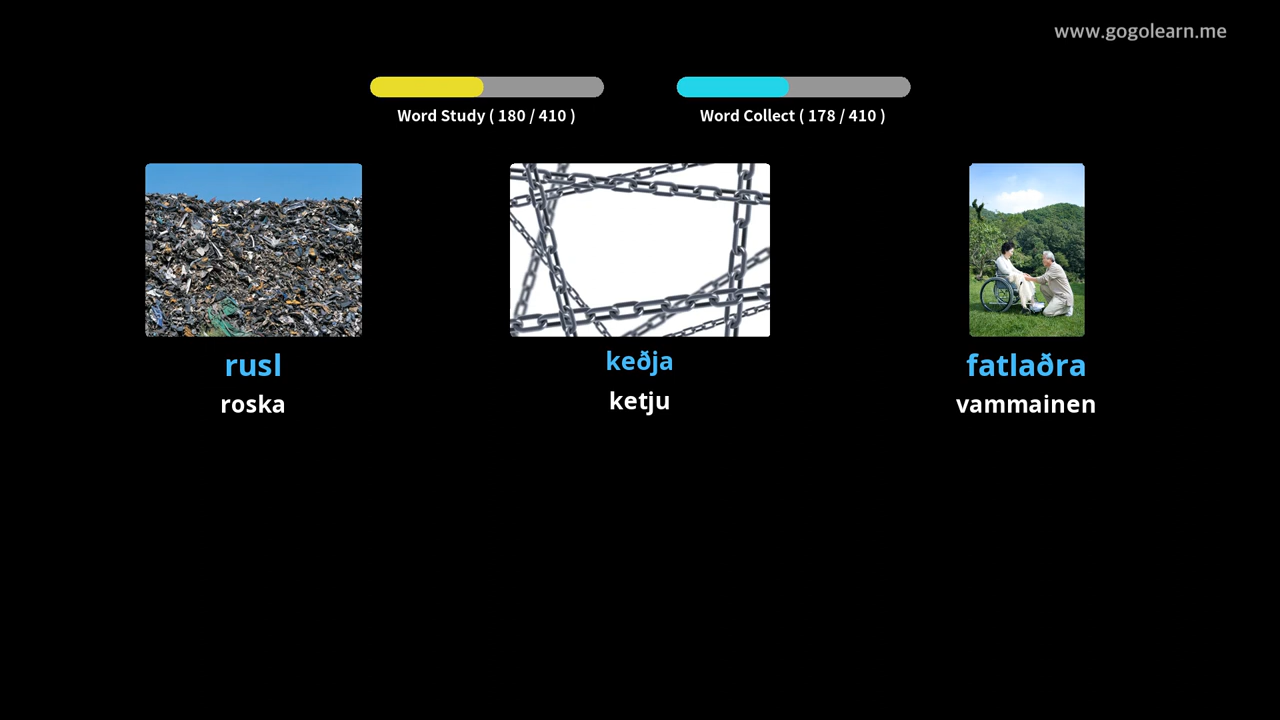 www.gogolearn.me
Word Study ( 180 / 410 )
Word Collect ( 178 / 410 )
rusl
roska
keðja
ketju
fatlaðra
vammainen